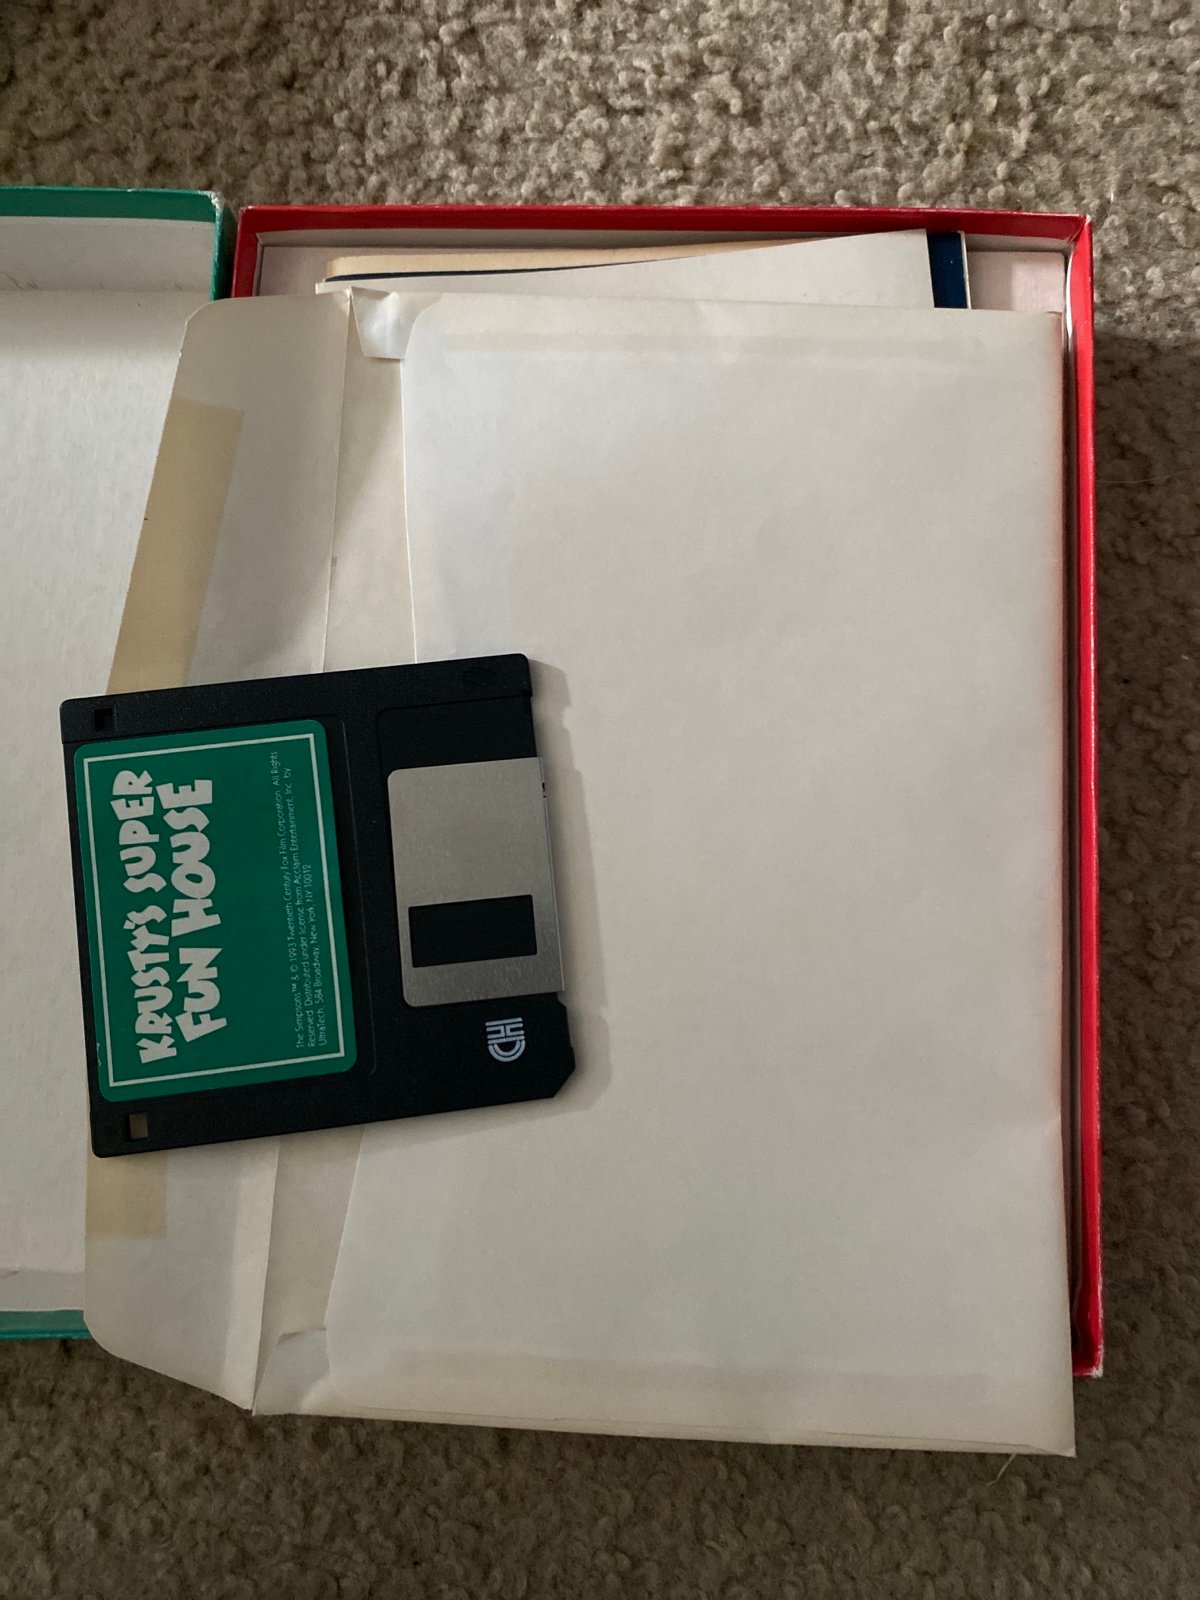 KRUSTY'S SUPER
FUN HOUSE
The Simpsons™ & © 1993 Twentieth Century Fox Film Corporation. All Rights
Reserved. Distributed under license from Acclaim Entertainment, Inc. by
UltraTech, 584 Broadway, New York, NY 10012
HD